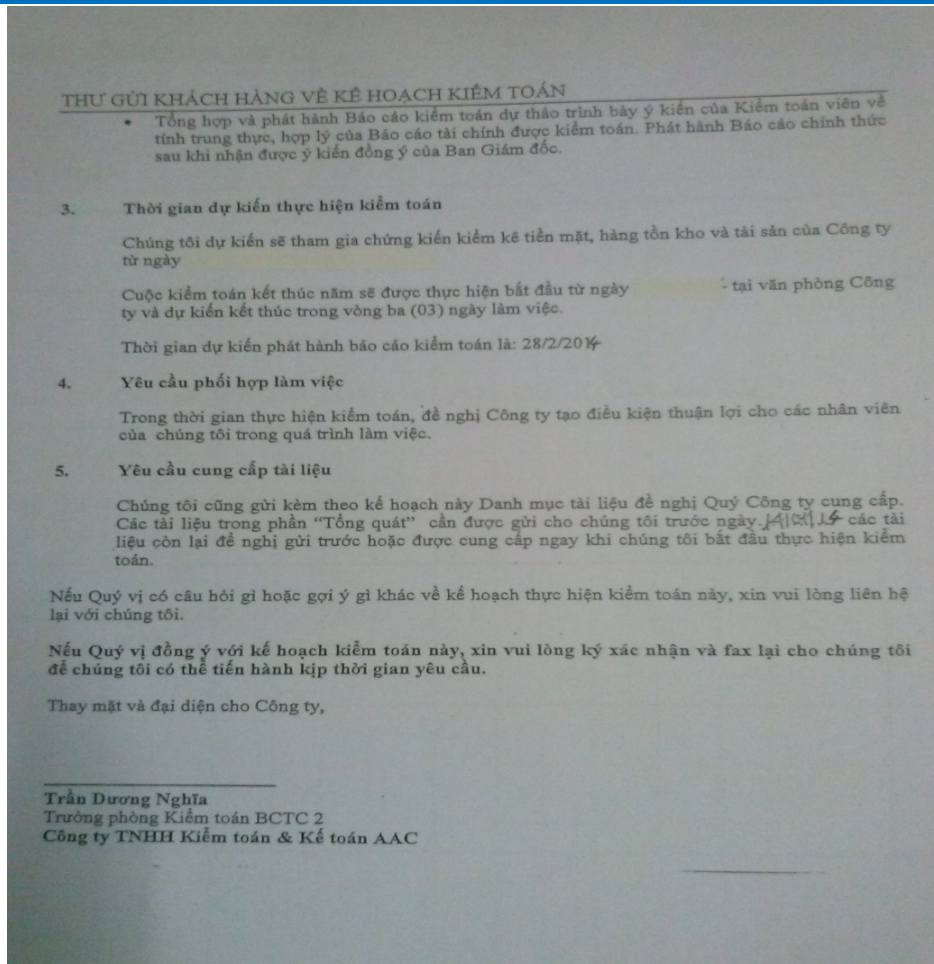 THƯ GỬI KHÁCH HÀNG VỀ KẾ HOẠCH KIỂM TOÁN
• Tổng hợp và phát hành Báo cáo kiểm toán dự thảo trình bày ý kiến của Kiểm toán viên về
tính trung thực, hợp lý của Báo cáo tài chính được kiểm toán. Phát hành Báo cáo chính thức
sau khi nhận được ý kiến đồng ý của Ban Giám đốc.
3. Thời gian dự kiến thực hiện kiểm toán
Chúng tôi dự kiến sẽ tham gia chứng kiến kiểm kê tiền mặt, hàng tồn kho và tài sản của Công ty
từ ngày
Cuộc kiểm toán kết thúc năm sẽ được thực hiện bắt đầu từ ngày - tại văn phòng Công
ty và dự kiến kết thúc trong vòng ba (03) ngày làm việc.
Thời gian dự kiến phát hành báo cáo kiểm toán là: 28/2/2014
4. Yêu cầu phối hợp làm việc
Trong thời gian thực hiện kiểm toán, đề nghị Công ty tạo điều kiện thuận lợi cho các nhân viên
của chúng tôi trong quá trình làm việc.
5. Yêu cầu cung cấp tài liệu
Chúng tôi cũng gửi kèm theo kế hoạch này Danh mục tài liệu đề nghị Quý Công ty cung cấp.
Các tài liệu trong phần “Tổng quát” cần được gửi cho chúng tôi trước ngày các tài
liệu còn lại đề nghị gửi trước hoặc được cung cấp ngay khi chúng tôi bắt đầu thực hiện kiểm
toán.
Nếu Quý vị có câu hỏi gì hoặc gợi ý gì khác về kế hoạch thực hiện kiểm toán này, xin vui lòng liên hệ
lại với chúng tôi.
Nếu Quý vị đồng ý với kế hoạch kiểm toán này, xin vui lòng ký xác nhận và fax lại cho chúng tôi
để chúng tôi có thể tiến hành kịp thời gian yêu cầu.
Thay mặt và đại diện cho Công ty,
Trần Dương Nghĩa
Trưởng phòng Kiểm toán BCTC 2
Công ty TNHH Kiểm toán & Kế toán AAC